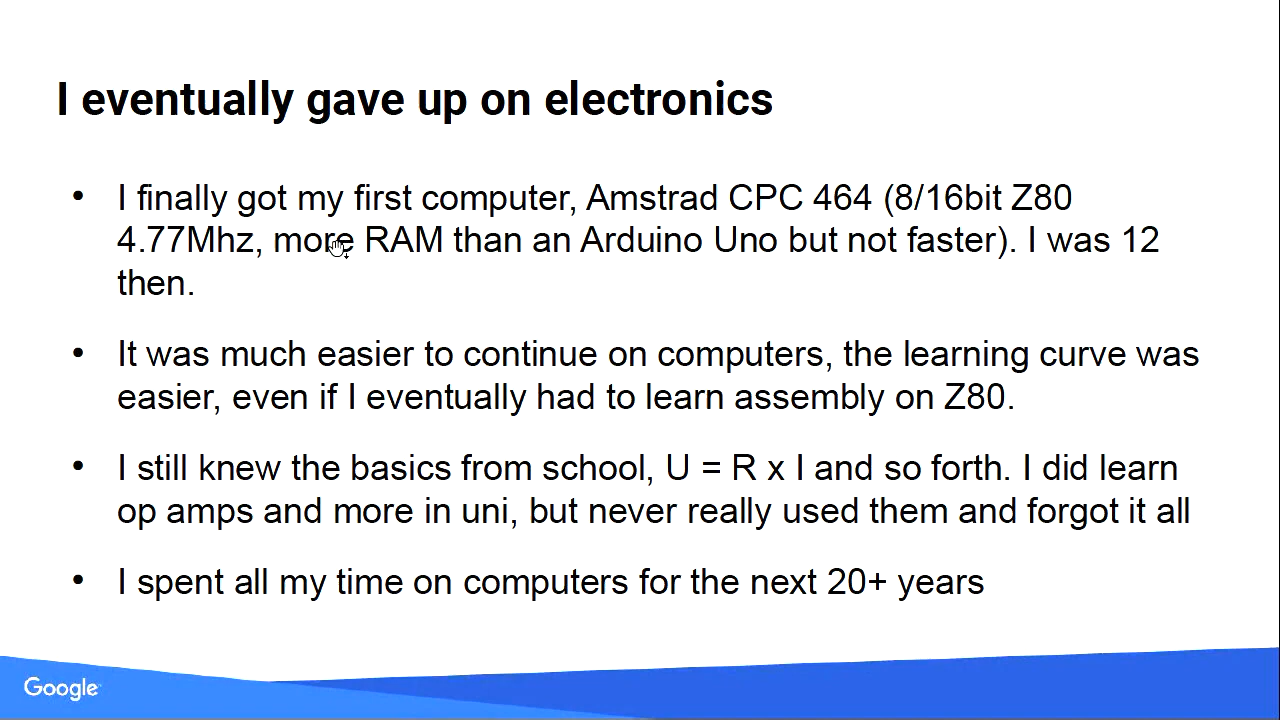 I eventually gave up on electronics
• I finally got my first computer, Amstrad CPC 464 (8/16bit Z80
4.77Mhz, more RAM than an Arduino Uno but not faster). I was 12
then.
• It was much easier to continue on computers, the learning curve was
easier, even if I eventually had to learn assembly on Z80.
• I still knew the basics from school, U = R x I and so forth. I did learn
op amps and more in uni, but never really used them and forgot it all
• I spent all my time on computers for the next 20+ years
Google